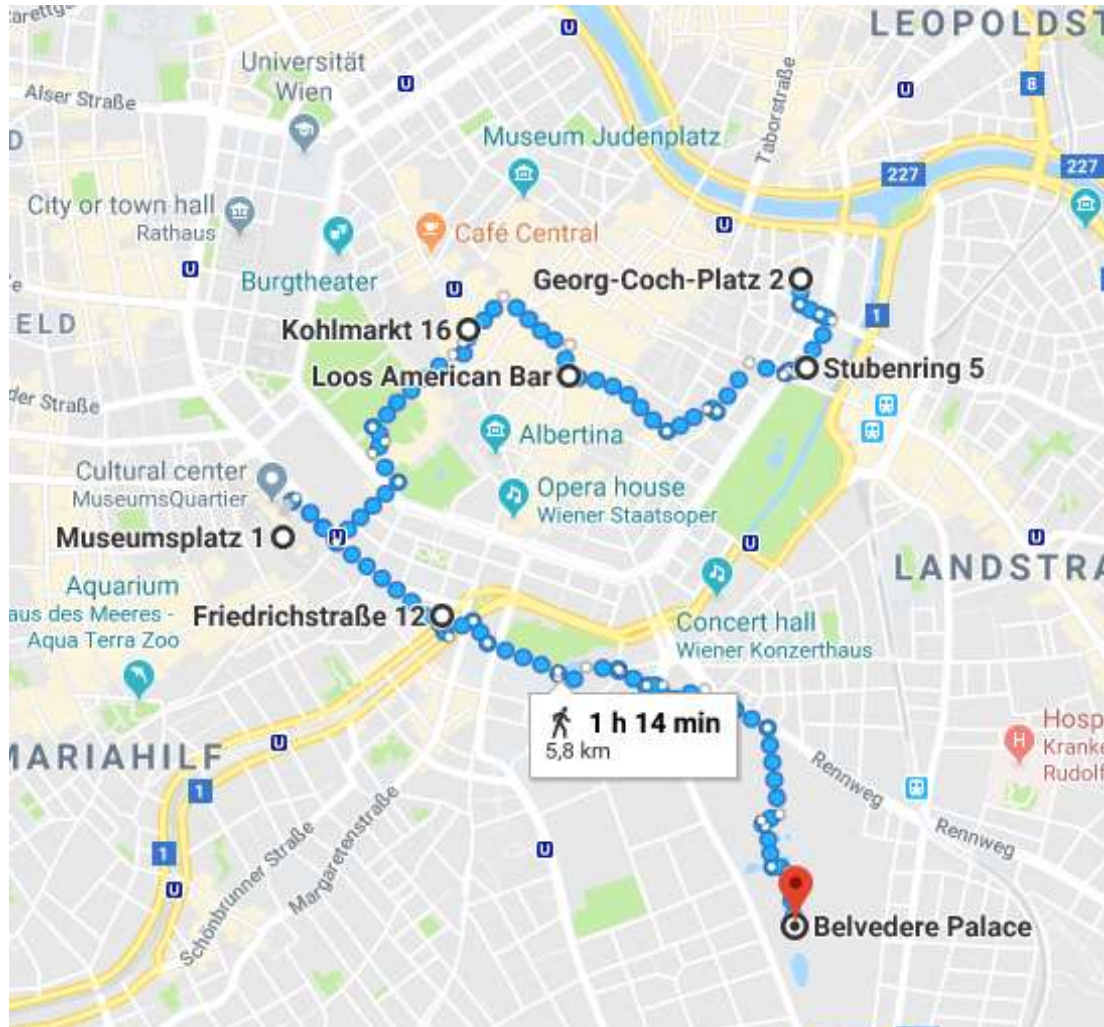 zarettg
LEOPOLDST
Universität
Wien
U
U
Alser Straße
U
8
Taborstraße
Museum Judenplatz
D
227
227
City or town hall
Rathaus
Café Central
U
U
Burgtheater
Georg-Coch-Platz 2
U
1
ELD
Kohlmarkt 16
Loos American Bar
Stubenring 5
der Straße
Albertina
Cultural center
MuseumsQuartier
Opera house
Wiener Staatsoper
Museumsplatz 1
U
U
U
LANDSTRA
Aquarium
aus des Meeres -
Aqua Terra Zoo
Friedrichstraße 12
Concert hall
Wiener Konzerthaus
1 h 14 min
5,8 km
Hosp
Kranke
Rudolf
H
MARIAHILF
U
1
Rennweg
Rennweg
1
U
U
Margaretenstraße
Schönbrunner Straße
Belvedere Palace